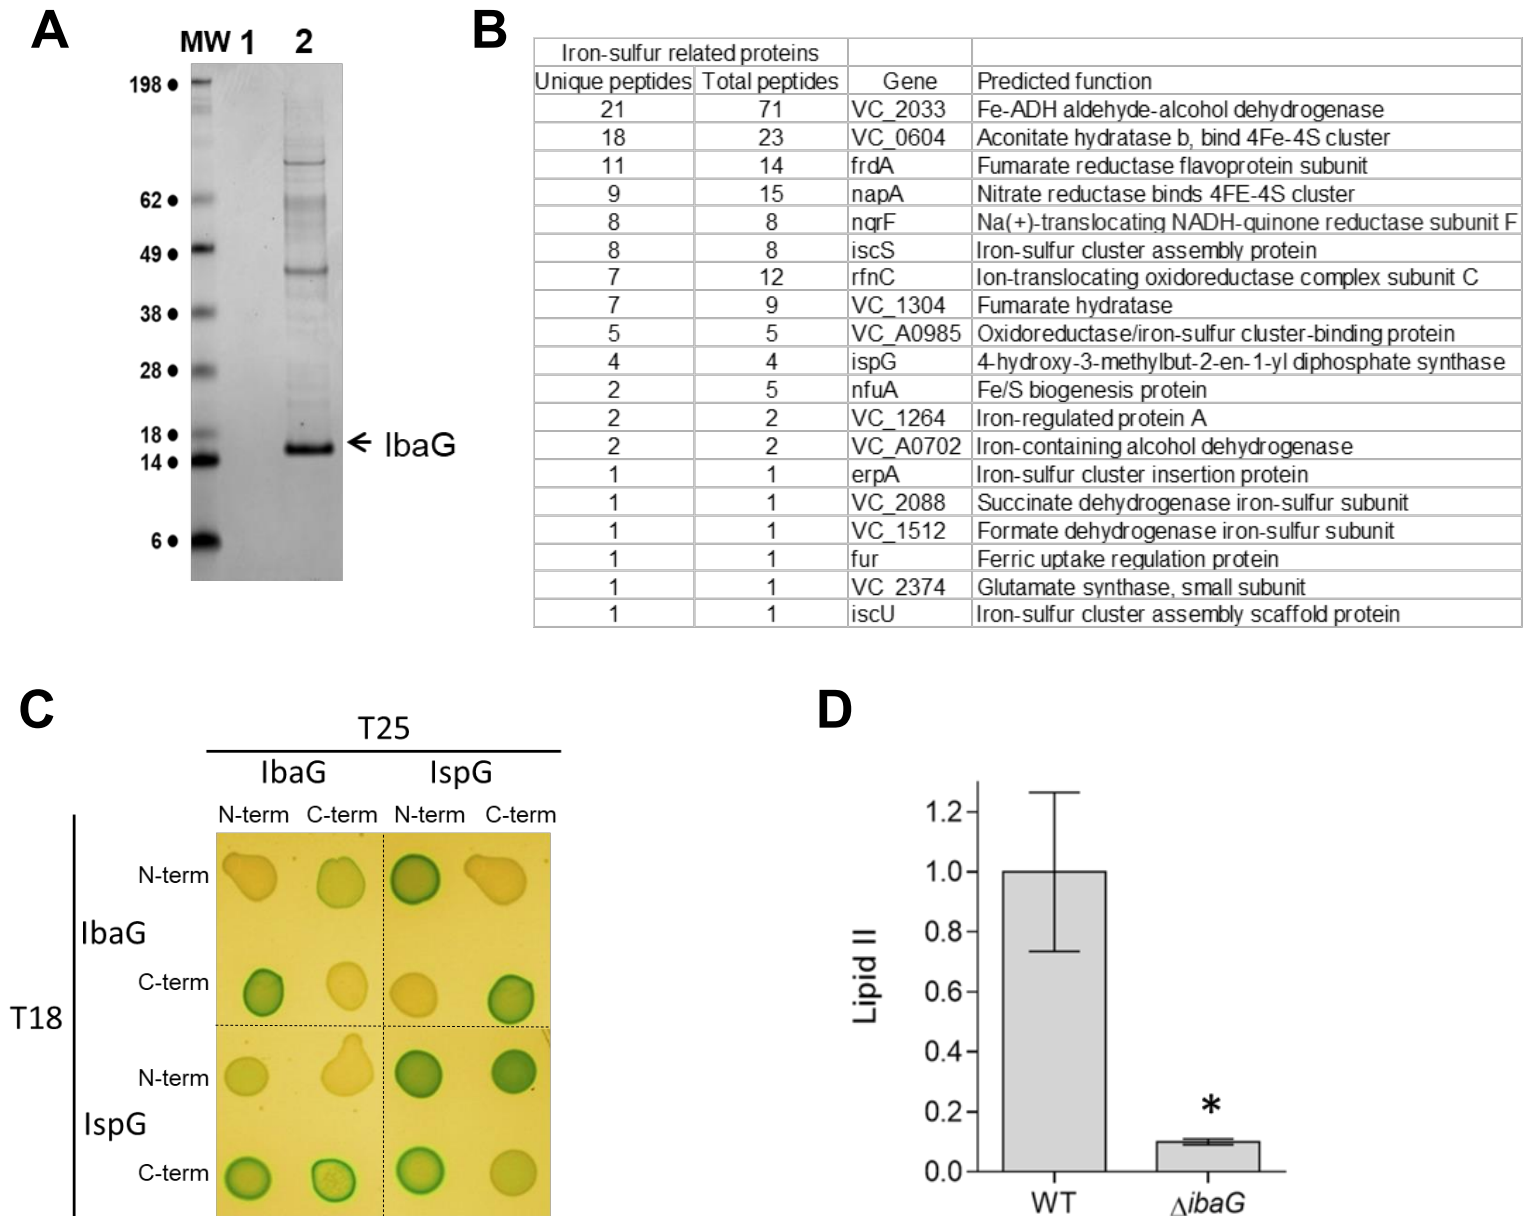 A
MW 1 2
198
62
49
38
28
18
14
6
IbaG
B
Iron-sulfur related proteins
Unique peptides Total peptides Gene Predicted function
21 71 VC_2033 Fe-ADH aldehyde-alcohol dehydrogenase
18 23 VC_0604 Aconitate hydratase b, bind 4Fe-4S cluster
11 14 frdA Fumarate reductase flavoprotein subunit
9 15 napA Nitrate reductase binds 4FE-4S cluster
8 8 nqrF Na(+)-translocating NADH-quinone reductase subunit F
8 8 iscS Iron-sulfur cluster assembly protein
7 12 rfnC Ion-translocating oxidoreductase complex subunit C
7 9 VC_1304 Fumarate hydratase
5 5 VC_A0985 Oxidoreductase/iron-sulfur cluster-binding protein
4 4 ispG 4-hydroxy-3-methylbut-2-en-1-yl diphosphate synthase
2 5 nfuA Fe/S biogenesis protein
2 2 VC_1264 Iron-regulated protein A
2 2 VC_A0702 Iron-containing alcohol dehydrogenase
1 1 erpA Iron-sulfur cluster insertion protein
1 1 VC_2088 Succinate dehydrogenase iron-sulfur subunit
1 1 VC_1512 Formate dehydrogenase iron-sulfur subunit
1 1 fur Ferric uptake regulation protein
1 1 VC_2374 Glutamate synthase, small subunit
1 1 iscU Iron-sulfur cluster assembly scaffold protein
C
T25
IbaG IspG
N-term C-term N-term C-term
T18
IbaG
N-term
C-term
IspG
N-term
C-term
D
Lipid II
1.2
1.0
0.8
0.6
0.4
0.2
0.0
*
WT ΔibaG